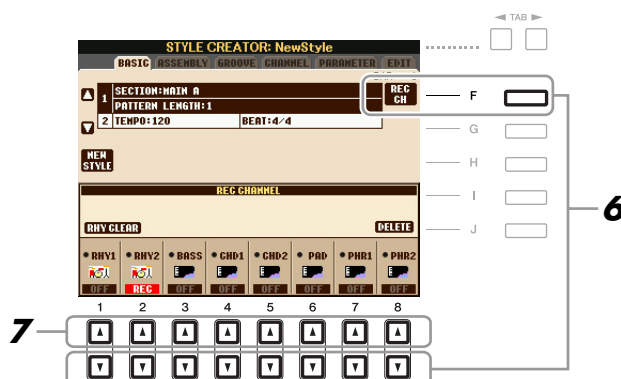 TAB
STYLE CREATOR: NewStyle
BASIC ASSEMBLY GROOVE CHANNEL PARAMETER EDIT
1 SECTION:MAIN A
PATTERN LENGTH:1
2 TEMPO:120 BEAT:4/4
REC CH
NEW STYLE
REC CHANNEL
RHY CLEAR DELETE
RHY1 RHY2 BASS CHD1 CHD2 PAD PHR1 PHR2
OFF REC OFF OFF OFF OFF OFF OFF
1 2 3 4 5 6 7 8
F
G
H
I
J
6
7